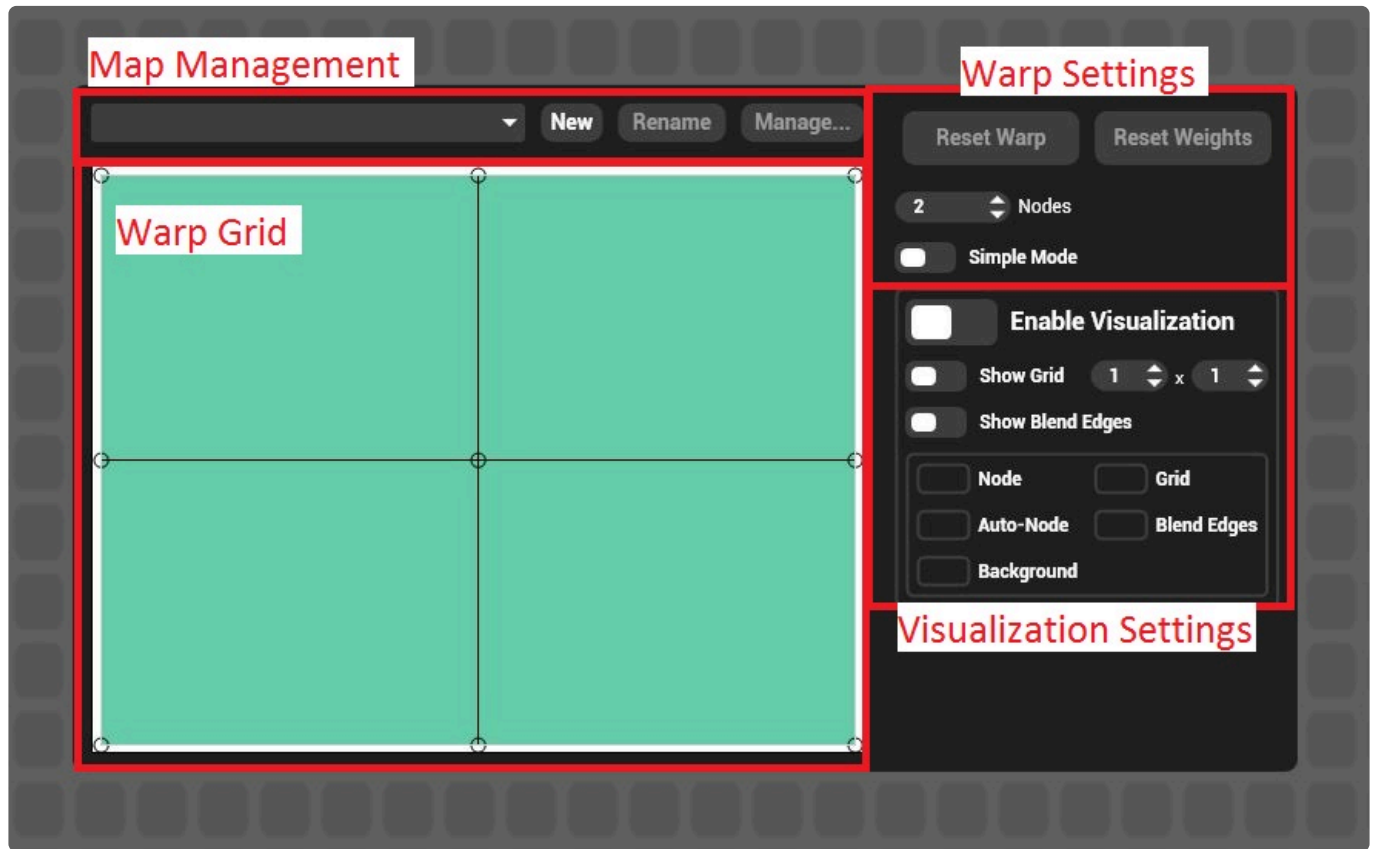 Map Management
Warp Settings
New Rename Manage...
Reset Warp Reset Weights
Warp Grid
2 Nodes
Simple Mode
Enable Visualization
Show Grid 1 x 1
Show Blend Edges
Node Grid
Auto-Node Blend Edges
Background
Visualization Settings